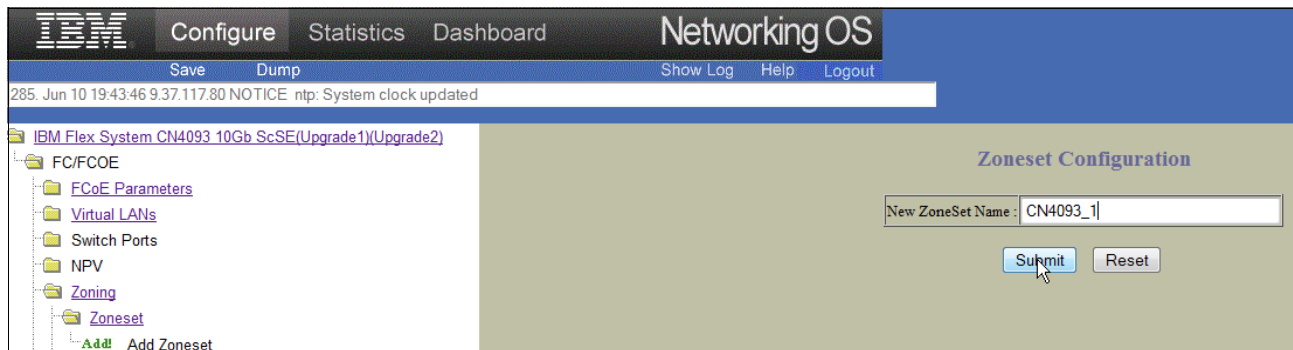 IBM. Configure Statistics Dashboard Networking OS
Save Dump Show Log Help Logout
285. Jun 10 19:43:46 9.37.117.80 NOTICE ntp: System clock updated
IBM Flex System CN4093 10Gb ScSE(Upgrade1)(Upgrade2)
FC/FCOE
FCoE Parameters
Virtual LANs
Switch Ports
NPV
Zoning
Zoneset
Add! Add Zoneset
Zoneset Configuration
New ZoneSet Name : CN4093_1
Submit Reset